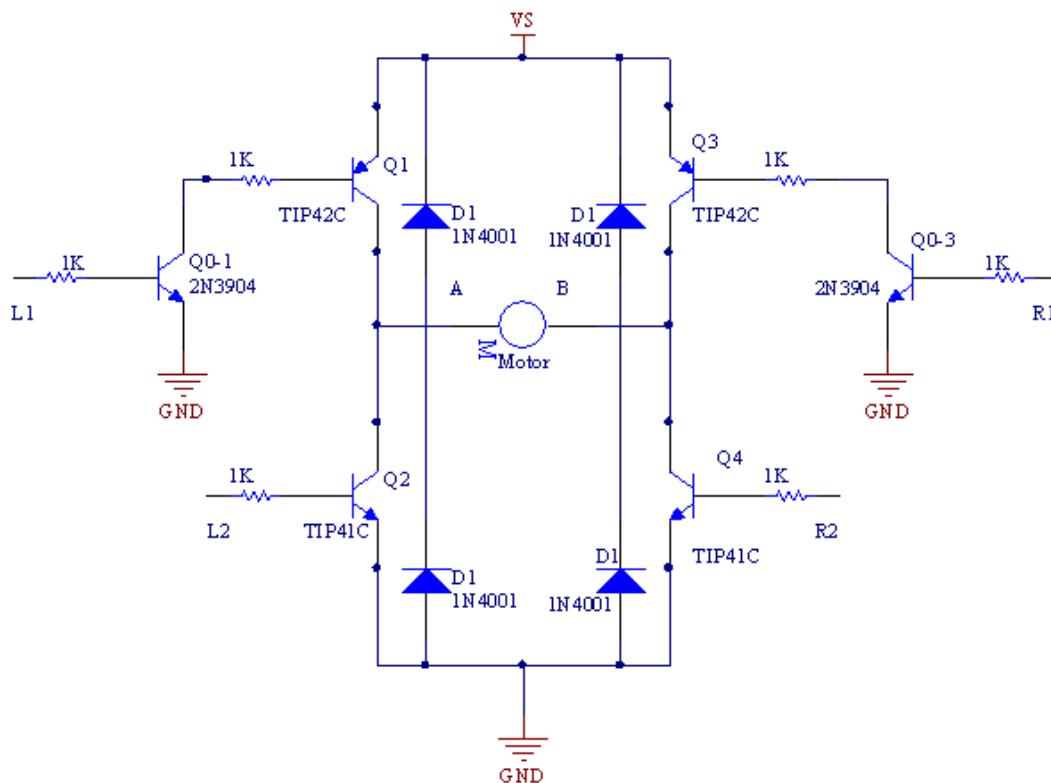 VS
Q3
1K
Q1
1K
TIP42C
D1
1N4001
D1
1N4001
TIP42C
Q0-1
2N3904
1K
L1
Q0-3
2N3904
1K
R1
A
B
M
Motor
GND
GND
1K
Q2
L2
TIP41C
Q4
1K
R2
TIP41C
D1
1N4001
D1
1N4001
GND